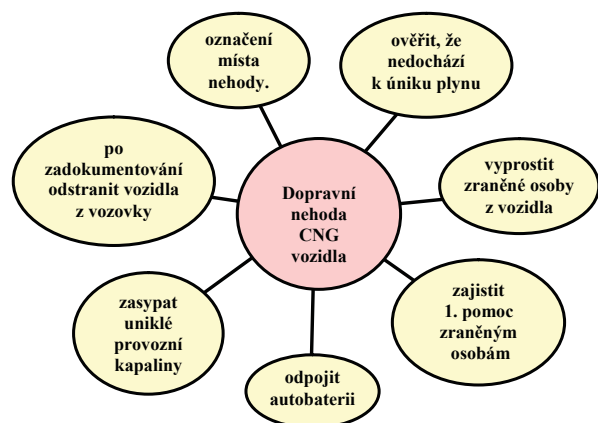 označení
místa
nehody.
ověřit, že
nedochází
k úniku plynu
po
zadokumentování
odstranit vozidla
z vozovky
Dopravní
nehoda
CNG
vozidla
vyprostit
zraněné osoby
z vozidla
zasypat
uniklé
provozní
kapaliny
zajistit
1. pomoc
zraněným
osobám
odpojit
autobaterii